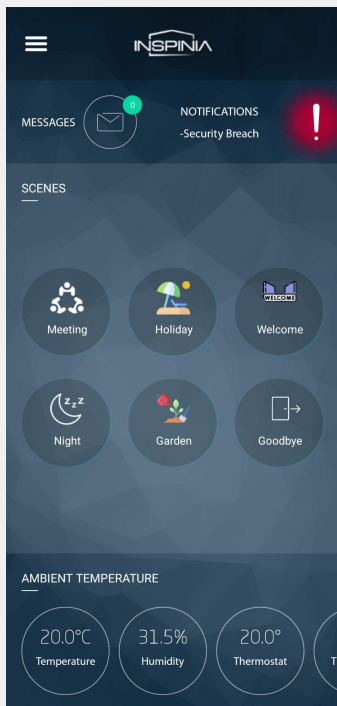 INSPINIA
MESSAGES
0
NOTIFICATIONS
-Security Breach
!
SCENES
Meeting
Holiday
WELCOME
Welcome
zzz
Night
Garden
Goodbye
AMBIENT TEMPERATURE
20.0°C
Temperature
31.5%
Humidity
20.0°
Thermostat
T